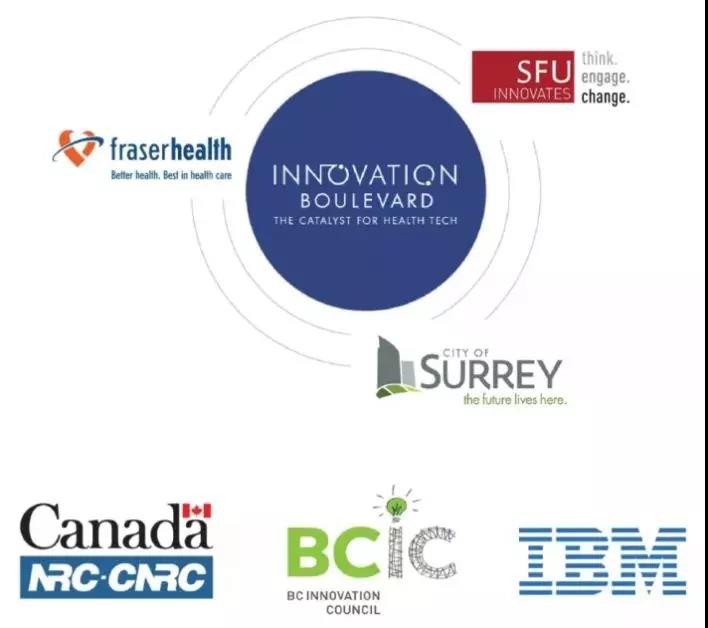 SFU
INNOVATES
think.
engage.
change.
fraserhealth
Better health. Best in health care
INNOVATION
BOULEVARD
THE CATALYST FOR HEALTH TECH
CITY OF
SURREY
the future lives here.
Canada
NRC·CNRC
BCIC
BC INNOVATION
COUNCIL
IBM